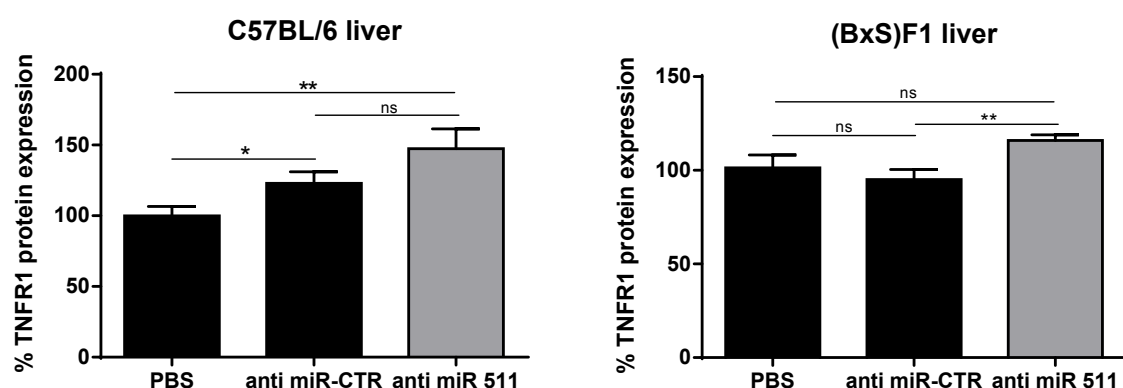 C57BL/6 liver
% TNFR1 protein expression
200
150
100
50
0
**
ns
*
PBS
anti miR-CTR
anti miR 511
(BxS)F1 liver
% TNFR1 protein expression
150
100
50
0
ns
ns
**
PBS
anti miR-CTR
anti miR 511